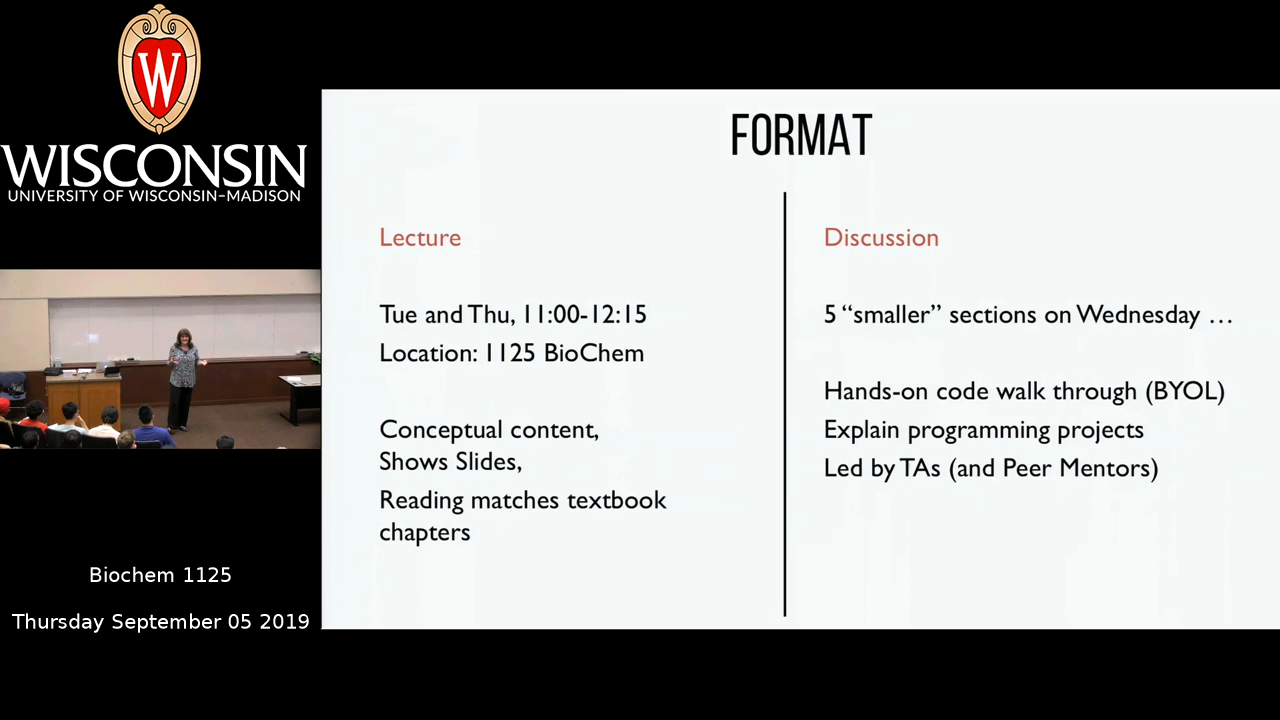 W
WISCONSIN
UNIVERSITY OF WISCONSIN–MADISON
Biochem 1125
Thursday September 05 2019
FORMAT
Lecture
Tue and Thu, 11:00-12:15
Location: 1125 BioChem
Conceptual content,
Shows Slides,
Reading matches textbook
chapters
Discussion
5 “smaller” sections on Wednesday …
Hands-on code walk through (BYOL)
Explain programming projects
Led by TAs (and Peer Mentors)